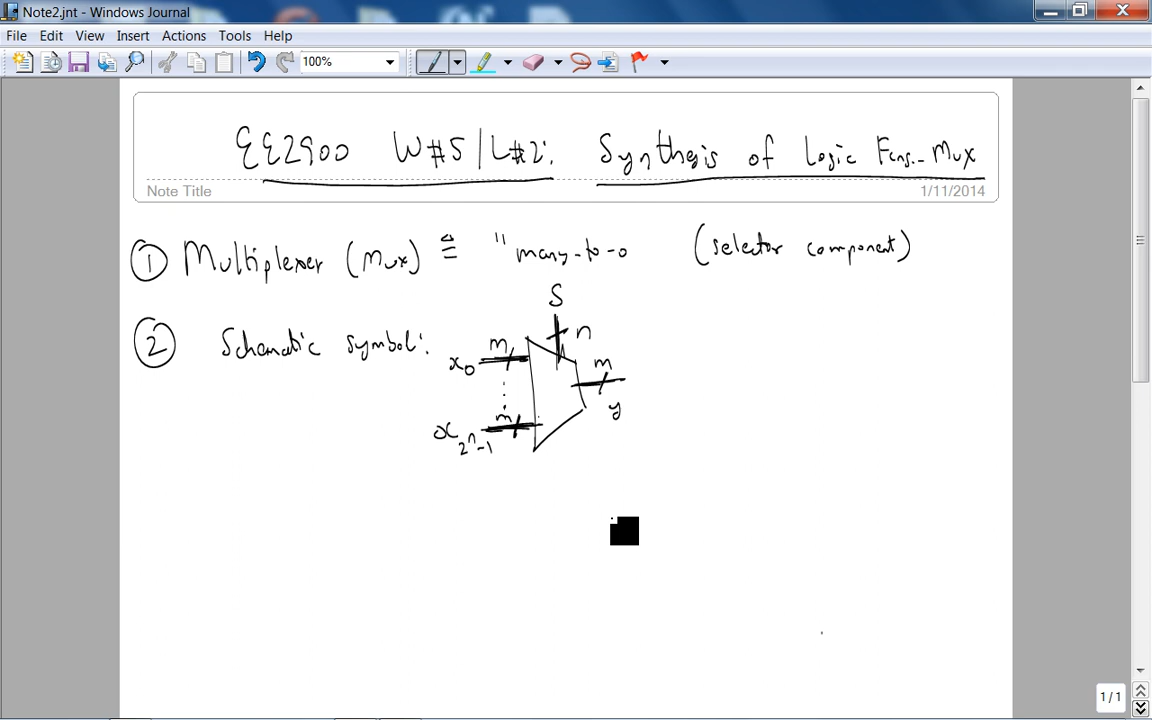 Note2.jnt - Windows Journal
File Edit View Insert Actions Tools Help
100%
EE2900 W#5/L#2: Synthesis of Logic Fcns. - Mux
Note Title
1/11/2014
① Multiplexer (Mux) ≙ "many-to-o (selector component)
② Schematic symbol:
S
n
x0 m
m
y
x2^n-1 m
1/1